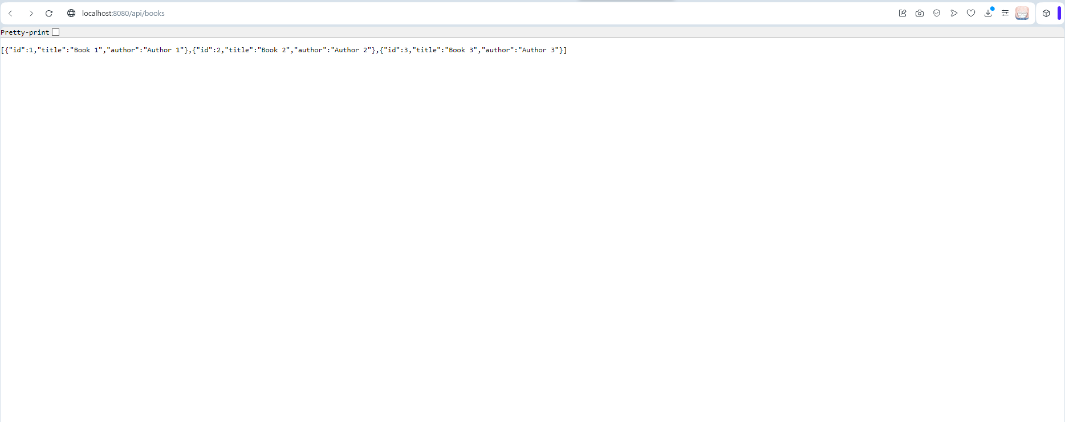 localhost:8080/api/books
Pretty-print
[{"id":1,"title":"Book 1","author":"Author 1"},{"id":2,"title":"Book 2","author":"Author 2"},{"id":3,"title":"Book 3","author":"Author 3"}]